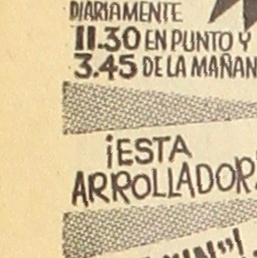 DIARIAMENTE
11.30 EN PUNTO Y
3.45 DE LA MAÑAN
¡ESTA
ARROLLADOR